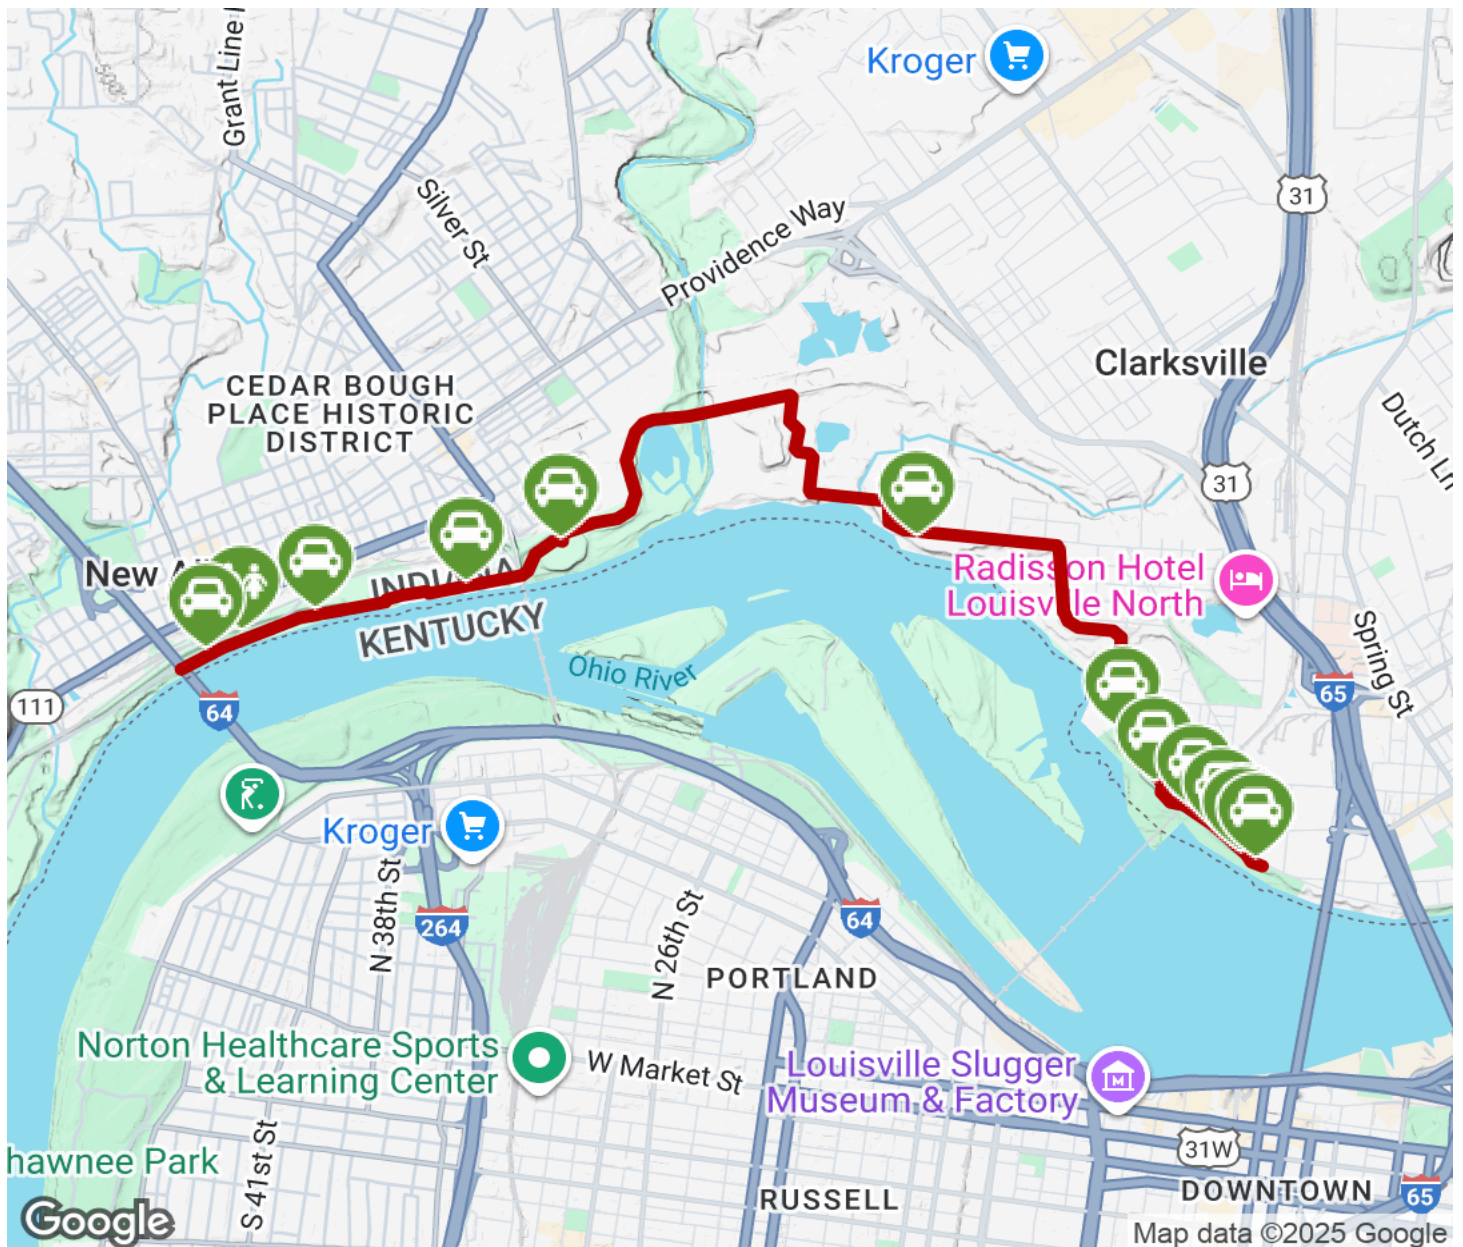 Kroger
Grant Line
31
Silver St
Providence Way
Clarksville
CEDAR BOUGH
PLACE HISTORIC
DISTRICT
Dutch Ln
31
New
INDIANA
KENTUCKY
Radisson Hotel
Louisville North
Ohio River
Spring St
111
64
65
Kroger
N 38th St
264
N 26th St
64
PORTLAND
Norton Healthcare Sports
& Learning Center
W Market St
Louisville Slugger
Museum & Factory
31W
hawnee Park
S 41st St
RUSSELL
DOWNTOWN
65
Google
Map data ©2025 Google